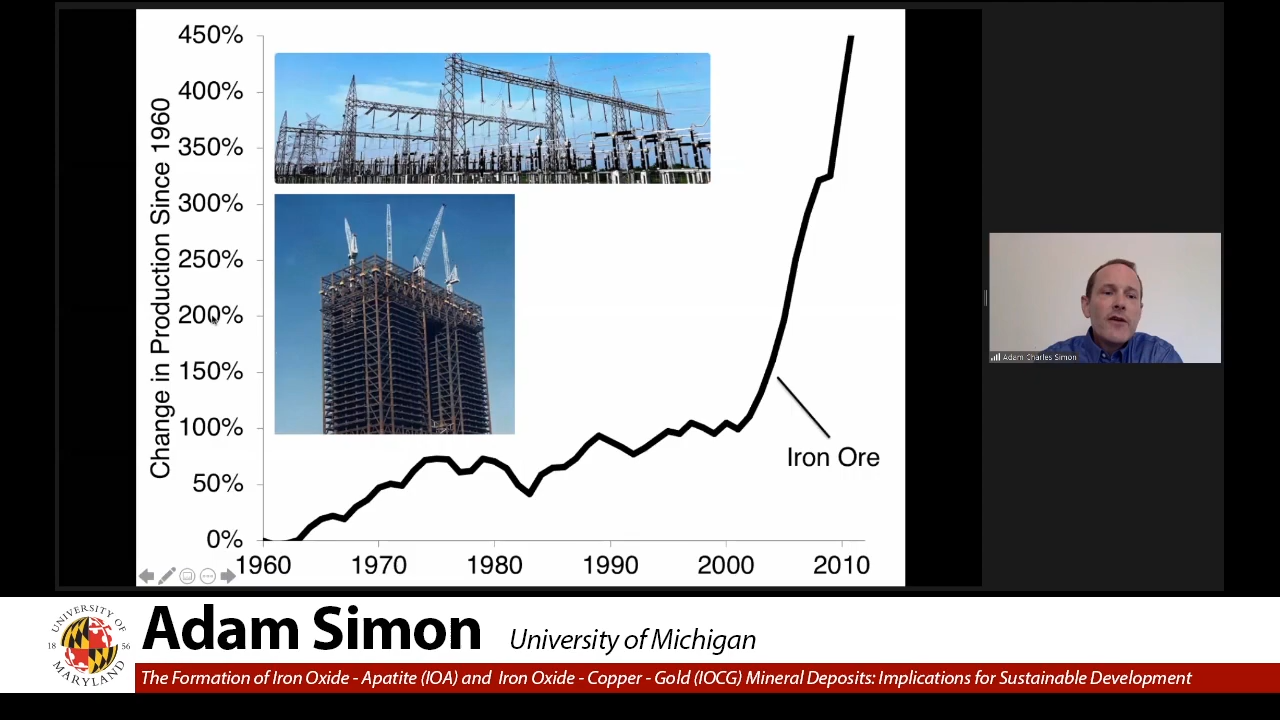 450%
400%
350%
300%
250%
200%
150%
100%
50%
0%
Change in Production Since 1960
Iron Ore
1960 1970 1980 1990 2000 2010
Adam Charles Simon
UNIVERSITY OF
18 56
MARYLAND
Adam Simon University of Michigan
The Formation of Iron Oxide - Apatite (IOA) and Iron Oxide - Copper - Gold (IOCG) Mineral Deposits: Implications for Sustainable Development